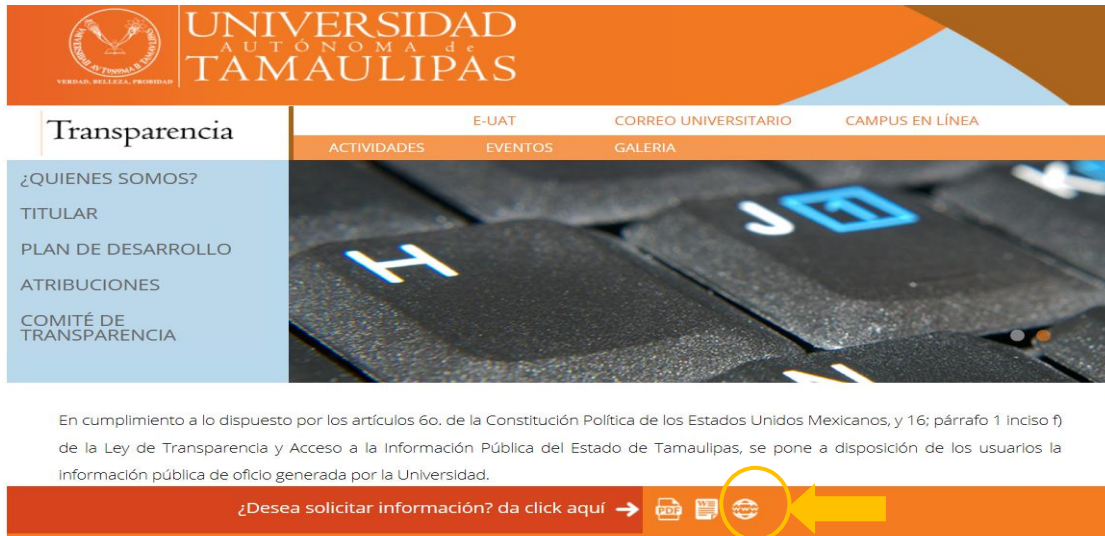 UNIVERSIDAD
AUTÓNOMA de
TAMAULIPAS
VERDAD, BELLEZA, PROBIDAD
Transparencia
E-UAT CORREO UNIVERSITARIO CAMPUS EN LÍNEA
ACTIVIDADES EVENTOS GALERIA
¿QUIENES SOMOS?
TITULAR
PLAN DE DESARROLLO
ATRIBUCIONES
COMITÉ DE
TRANSPARENCIA
H J 1 K
N
En cumplimiento a lo dispuesto por los artículos 6o. de la Constitución Política de los Estados Unidos Mexicanos, y 16; párrafo 1 inciso f)
de la Ley de Transparencia y Acceso a la Información Pública del Estado de Tamaulipas, se pone a disposición de los usuarios la
información pública de oficio generada por la Universidad.
¿Desea solicitar información? da click aquí → PDF www